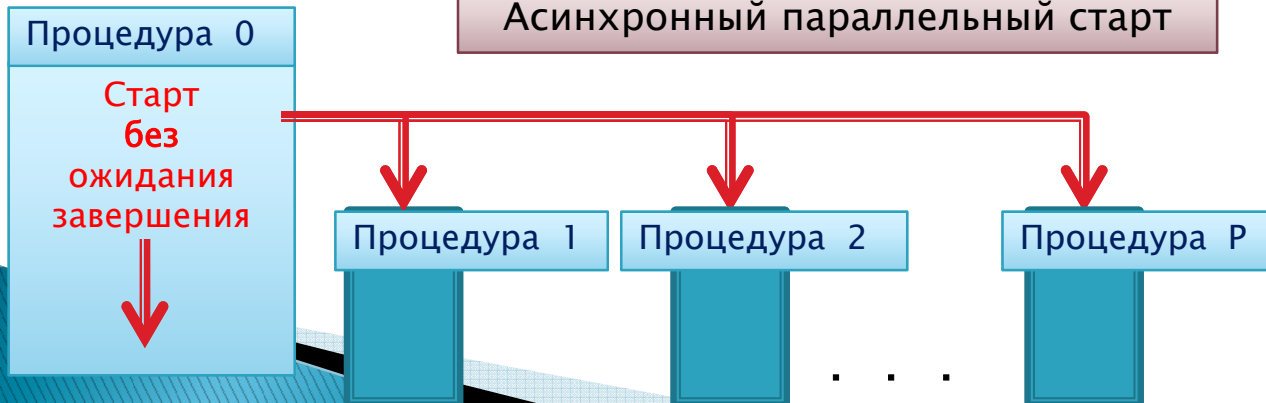 Асинхронный параллельный старт
Процедура 0
Старт
без
ожидания
завершения
Процедура 1
Процедура 2
Процедура P
. . .